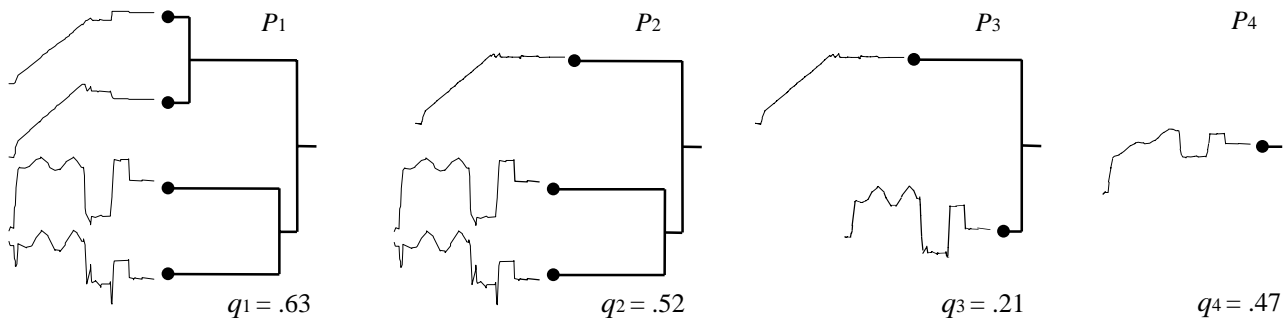 P1 P2 P3 P4
q1 = .63 q2 = .52 q3 = .21 q4 = .47